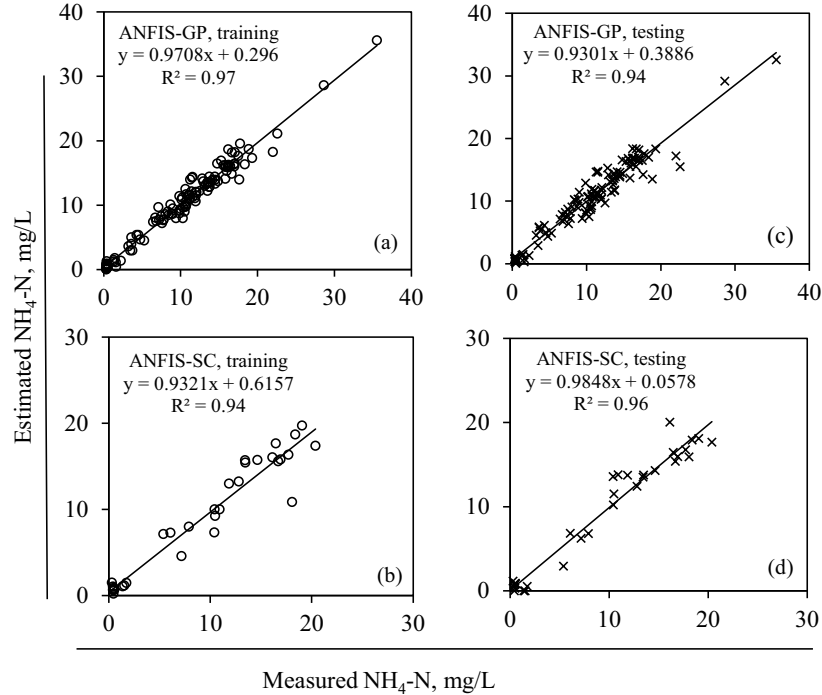 ANFIS-GP, training
y = 0.9708x + 0.296
R² = 0.97
40
30
20
10
0
0 10 20 30 40
(a)
ANFIS-GP, testing
y = 0.9301x + 0.3886
R² = 0.94
40
30
20
10
0
0 10 20 30 40
(c)
ANFIS-SC, training
y = 0.9321x + 0.6157
R² = 0.94
30
20
10
0
0 10 20 30
(b)
ANFIS-SC, testing
y = 0.9848x + 0.0578
R² = 0.96
30
20
10
0
0 10 20 30
(d)
Estimated NH₄-N, mg/L
Measured NH₄-N, mg/L